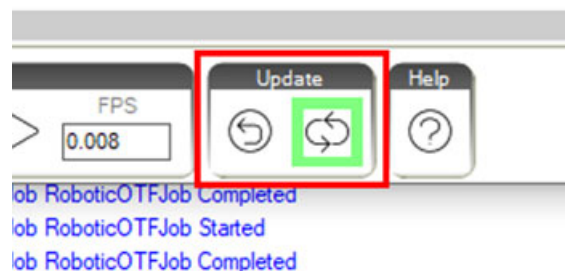 Update Help
FPS
0.008
ob RoboticOTFJob Completed
ob RoboticOTFJob Started
ob RoboticOTFJob Completed